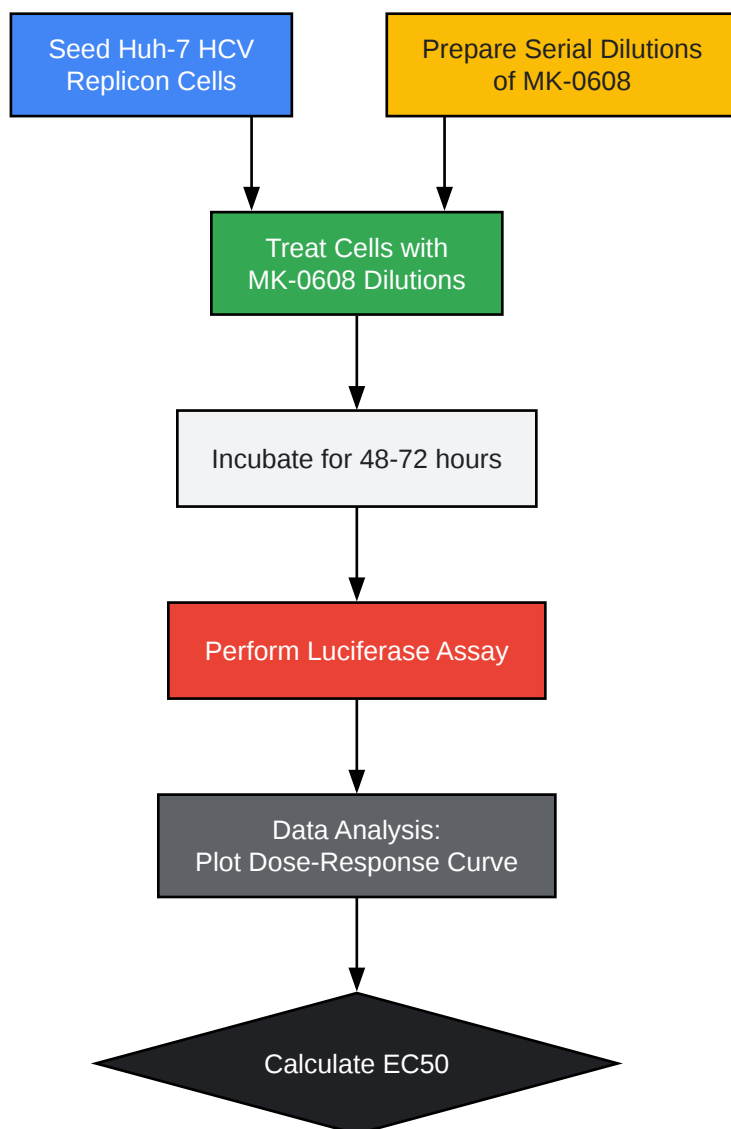 Seed Huh-7 HCV
Replicon Cells
Prepare Serial Dilutions
of MK-0608
Treat Cells with
MK-0608 Dilutions
Incubate for 48-72 hours
Perform Luciferase Assay
Data Analysis:
Plot Dose-Response Curve
Calculate EC50